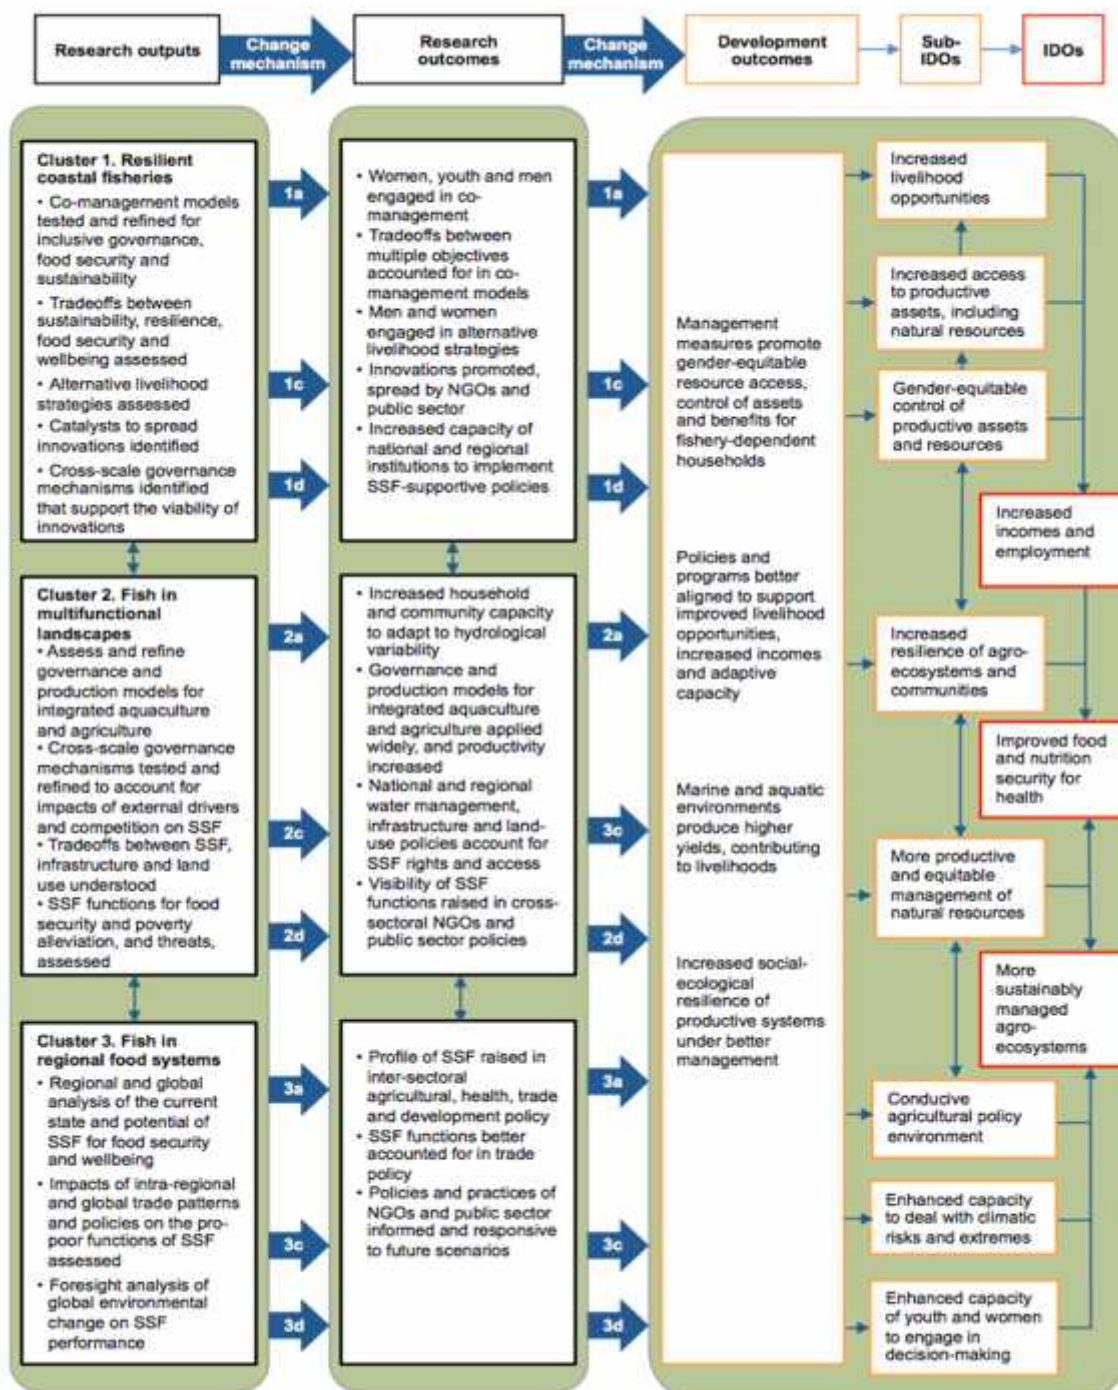 Research outputs
Change
mechanism
Research
outcomes
Change
mechanism
Development
outcomes
Sub-
IDOs
IDOs
Cluster 1. Resilient
coastal fisheries
• Co-management models
tested and refined for
inclusive governance,
food security and
sustainability
• Tradeoffs between
sustainability, resilience,
food security and
wellbeing assessed
• Alternative livelihood
strategies assessed
• Catalysts to spread
innovations identified
• Cross-scale governance
mechanisms identified
that support the viability of
innovations
1a
1c
1d
• Women, youth and men
engaged in co-
management
• Tradeoffs between
multiple objectives
accounted for in co-
management models
• Men and women
engaged in alternative
livelihood strategies
• Innovations promoted,
spread by NGOs and
public sector
• Increased capacity of
national and regional
institutions to implement
SSF-supportive policies
1a
1c
1d
Cluster 2. Fish in
multifunctional
landscapes
• Assess and refine
governance and
production models for
integrated aquaculture
and agriculture
• Cross-scale governance
mechanisms tested and
refined to account for
impacts of external drivers
and competition on SSF
• Tradeoffs between SSF,
infrastructure and land
use understood
• SSF functions for food
security and poverty
alleviation, and threats,
assessed
2a
2c
2d
• Increased household
and community capacity
to adapt to hydrological
variability
• Governance and
production models for
integrated aquaculture
and agriculture applied
widely, and productivity
increased
• National and regional
water management,
infrastructure and land-
use policies account for
SSF rights and access
• Visibility of SSF
functions raised in cross-
sectoral NGOs and
public sector policies
2a
3c
2d
Cluster 3. Fish in
regional food systems
• Regional and global
analysis of the current
state and potential of
SSF for food security
and wellbeing
• Impacts of intra-regional
and global trade patterns
and policies on the pro-
poor functions of SSF
assessed
• Foresight analysis of
global environmental
change on SSF
performance
3a
3c
3d
• Profile of SSF raised in
inter-sectoral
agricultural, health, trade
and development policy
• SSF functions better
accounted for in trade
policy
• Policies and practices of
NGOs and public sector
informed and responsive
to future scenarios
3a
3c
3d
Management
measures promote
gender-equitable
resource access,
control of assets
and benefits for
fishery-dependent
households
Policies and
programs better
aligned to support
improved livelihood
opportunities,
increased incomes
and adaptive
capacity
Marine and aquatic
environments
produce higher
yields, contributing
to livelihoods
Increased social-
ecological
resilience of
productive systems
under better
management
Increased
livelihood
opportunities
Increased access
to productive
assets, including
natural resources
Gender-equitable
control of
productive assets
and resources
Increased
resilience of agro-
ecosystems and
communities
More productive
and equitable
management of
natural resources
Conducive
agricultural policy
environment
Enhanced capacity
to deal with climatic
risks and extremes
Enhanced capacity
of youth and women
to engage in
decision-making
Increased
incomes and
employment
Improved food
and nutrition
security for
health
More
sustainably
managed
agro-
ecosystems